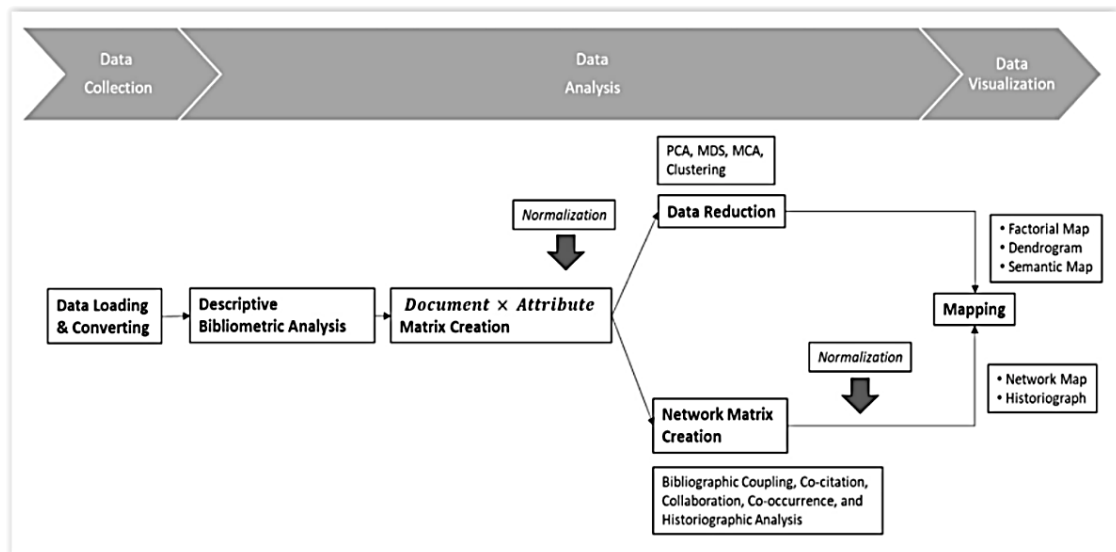 Data
Collection
Data
Analysis
Data
Visualization
PCA, MDS, MCA,
Clustering
Normalization
Data Reduction
• Factorial Map
• Dendrogram
• Semantic Map
Data Loading
& Converting
Descriptive
Bibliometric Analysis
Document × Attribute
Matrix Creation
Mapping
Normalization
• Network Map
• Historiograph
Network Matrix
Creation
Bibliographic Coupling, Co-citation,
Collaboration, Co-occurrence, and
Historiographic Analysis